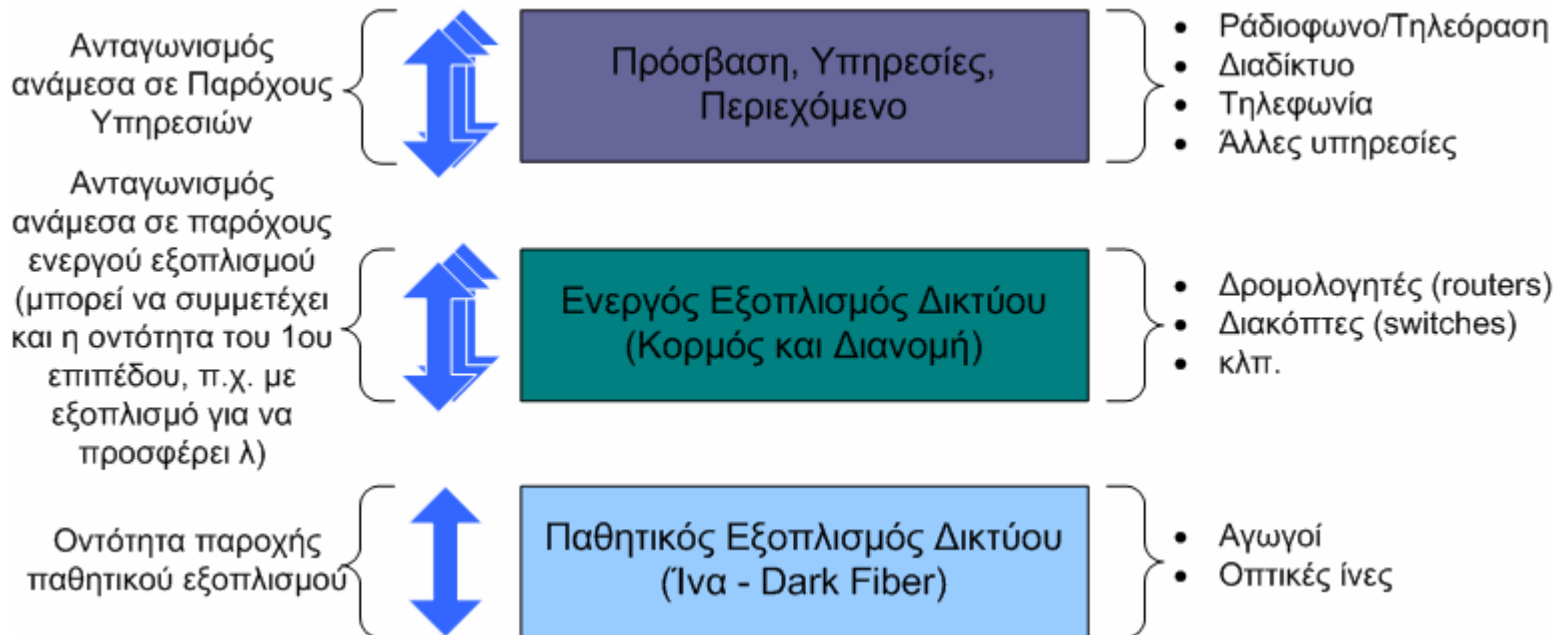 Ανταγωνισμός
ανάμεσα σε Παρόχους
Υπηρεσιών
Πρόσβαση, Υπηρεσίες,
Περιεχόμενο
• Ράδιοφωνο/Τηλεόραση
• Διαδίκτυο
• Τηλεφωνία
• Άλλες υπηρεσίες
Ανταγωνισμός
ανάμεσα σε παρόχους
ενεργού εξοπλισμού
(μπορεί να συμμετέχει
και η οντότητα του 1ου
επιπέδου, π.χ. με
εξοπλισμό για να
προσφέρει λ)
Ενεργός Εξοπλισμός Δικτύου
(Κορμός και Διανομή)
• Δρομολογητές (routers)
• Διακόπτες (switches)
• κλπ.
Οντότητα παροχής
παθητικού εξοπλισμού
Παθητικός Εξοπλισμός Δικτύου
(Ίνα - Dark Fiber)
• Αγωγοί
• Οπτικές ίνες